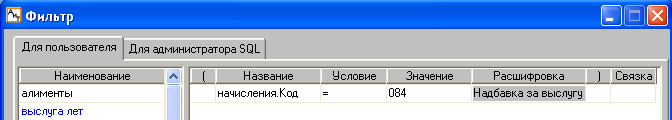 Фильтр
Для пользователя Для администратора SQL
Наименование ( Название Условие Значение Расшифровка ) Связка
алименты начисления.Код = 084 Надбавка за выслугу
выслуга лет